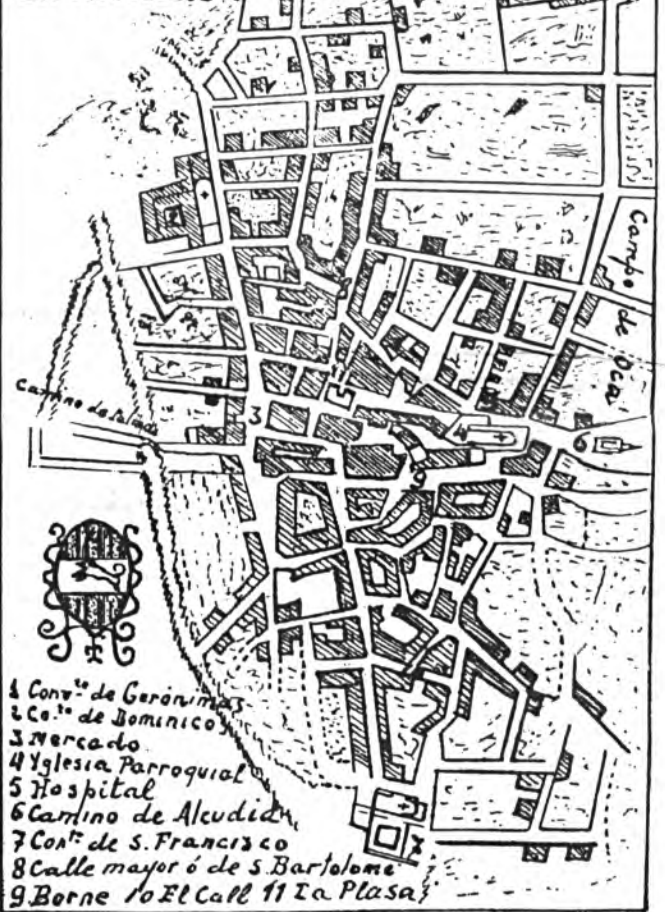 Campo de Oca
Camino de
3
5
4
6
1 Conv.to de Gerónimas
2 Co.to de Dominicos
3 Mercado
4 Yglesia Parroquial
5 Hospital
6 Camino de Alcudia
7 Con.to de S. Francisco
8 Calle mayor ó de S. Bartolome
9 Borne 10 El Call 11 La Plasa